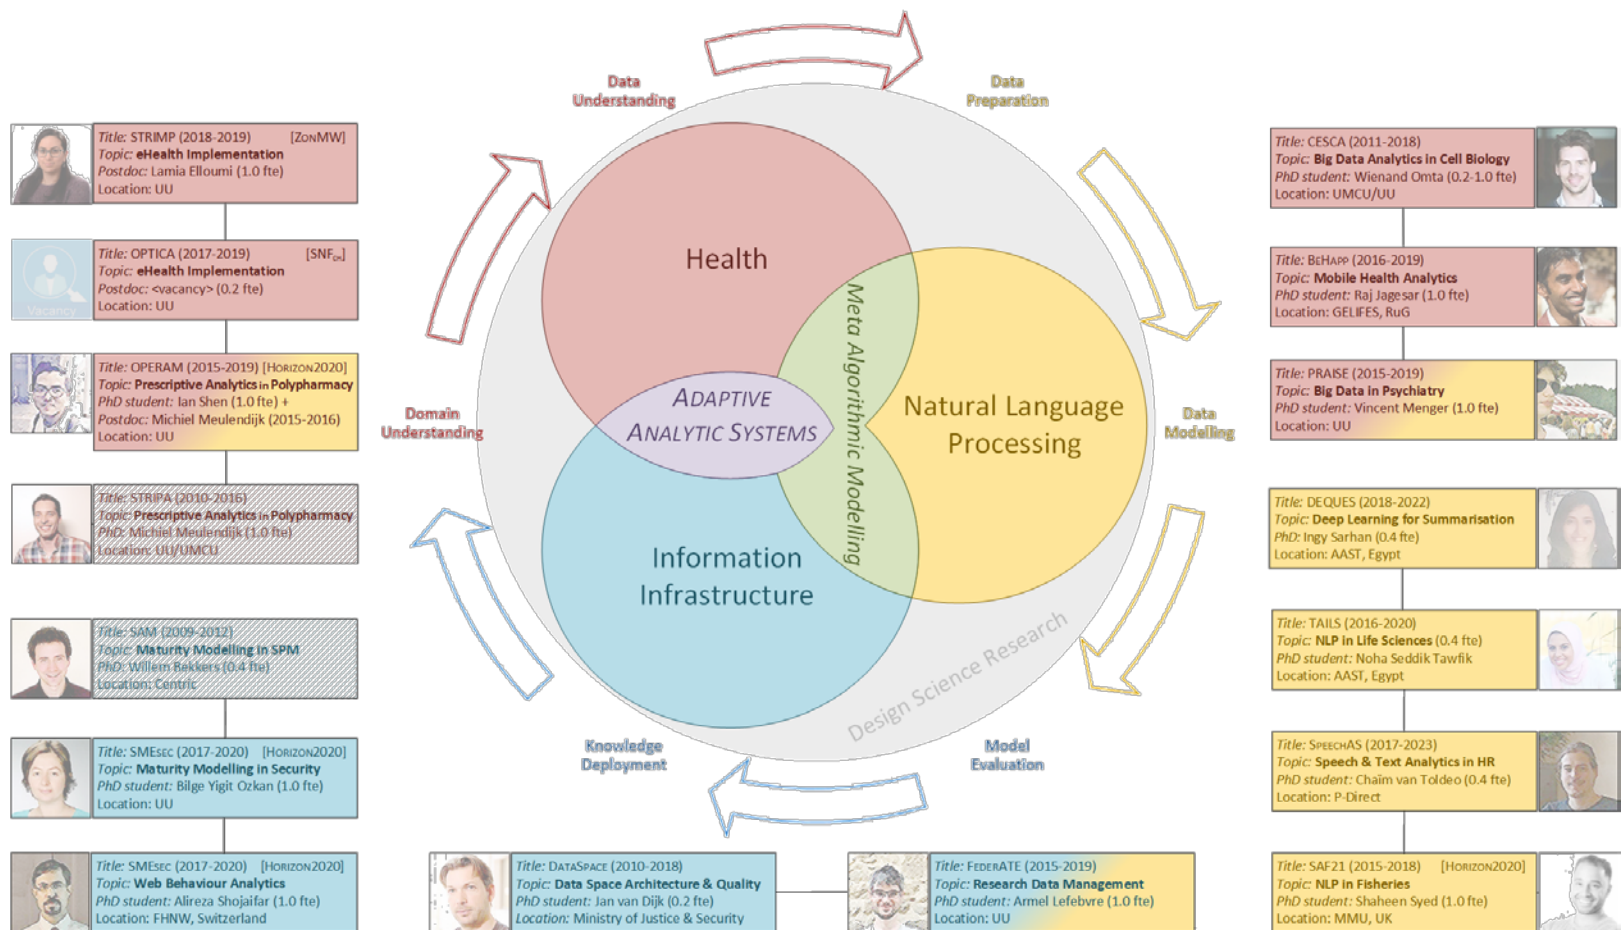 Data
Understanding
Data
Preparation
Title: STRIMP (2018-2019) [ZONMW]
Topic: eHealth Implementation
Postdoc: Lamia Elloumi (1.0 fte)
Location: UU
Title: OPTICA (2017-2019) [SNFCH]
Topic: eHealth Implementation
Postdoc: <vacancy> (0.2 fte)
Location: UU
Vacancy
Title: OPERAM (2015-2019) [HORIZON2020]
Topic: Prescriptive Analytics in Polypharmacy
PhD student: Ian Shen (1.0 fte) +
Postdoc: Michiel Meulendijk (2015-2016)
Location: UU
Title: STRIPA (2010-2016)
Topic: Prescriptive Analytics in Polypharmacy
PhD: Michiel Meulendijk (1.0 fte)
Location: UU/UMCU
Title: SAM (2009-2012)
Topic: Maturity Modelling in SPM
PhD: Willem Bekkers (0.4 fte)
Location: Centric
Title: SMESEC (2017-2020) [HORIZON2020]
Topic: Maturity Modelling in Security
PhD student: Bilge Yigit Ozkan (1.0 fte)
Location: UU
Title: SMESEC (2017-2020) [HORIZON2020]
Topic: Web Behaviour Analytics
PhD student: Alireza Shojaifar (1.0 fte)
Location: FHNW, Switzerland
Health
Natural Language
Processing
ADAPTIVE
ANALYTIC SYSTEMS
Meta Algorithmic Modelling
Information
Infrastructure
Design Science Research
Domain
Understanding
Data
Modelling
Knowledge
Deployment
Model
Evaluation
Title: DATASPACE (2010-2018)
Topic: Data Space Architecture & Quality
PhD student: Jan van Dijk (0.2 fte)
Location: Ministry of Justice & Security
Title: FEDERATE (2015-2019)
Topic: Research Data Management
PhD student: Armel Lefebvre (1.0 fte)
Location: UU
Title: CESCA (2011-2018)
Topic: Big Data Analytics in Cell Biology
PhD student: Wienand Omta (0.2-1.0 fte)
Location: UMCU/UU
Title: BEHAPP (2016-2019)
Topic: Mobile Health Analytics
PhD student: Raj Jagesar (1.0 fte)
Location: GELIFES, RuG
Title: PRAISE (2015-2019)
Topic: Big Data in Psychiatry
PhD student: Vincent Menger (1.0 fte)
Location: UU
Title: DEQUES (2018-2022)
Topic: Deep Learning for Summarisation
PhD: Ingy Sarhan (0.4 fte)
Location: AAST, Egypt
Title: TAILS (2016-2020)
Topic: NLP in Life Sciences (0.4 fte)
PhD student: Noha Seddik Tawfik
Location: AAST, Egypt
Title: SPEECHAS (2017-2023)
Topic: Speech & Text Analytics in HR
PhD student: Chaïm van Toldeo (0.4 fte)
Location: P-Direct
Title: SAF21 (2015-2018) [HORIZON2020]
Topic: NLP in Fisheries
PhD student: Shaheen Syed (1.0 fte)
Location: MMU, UK